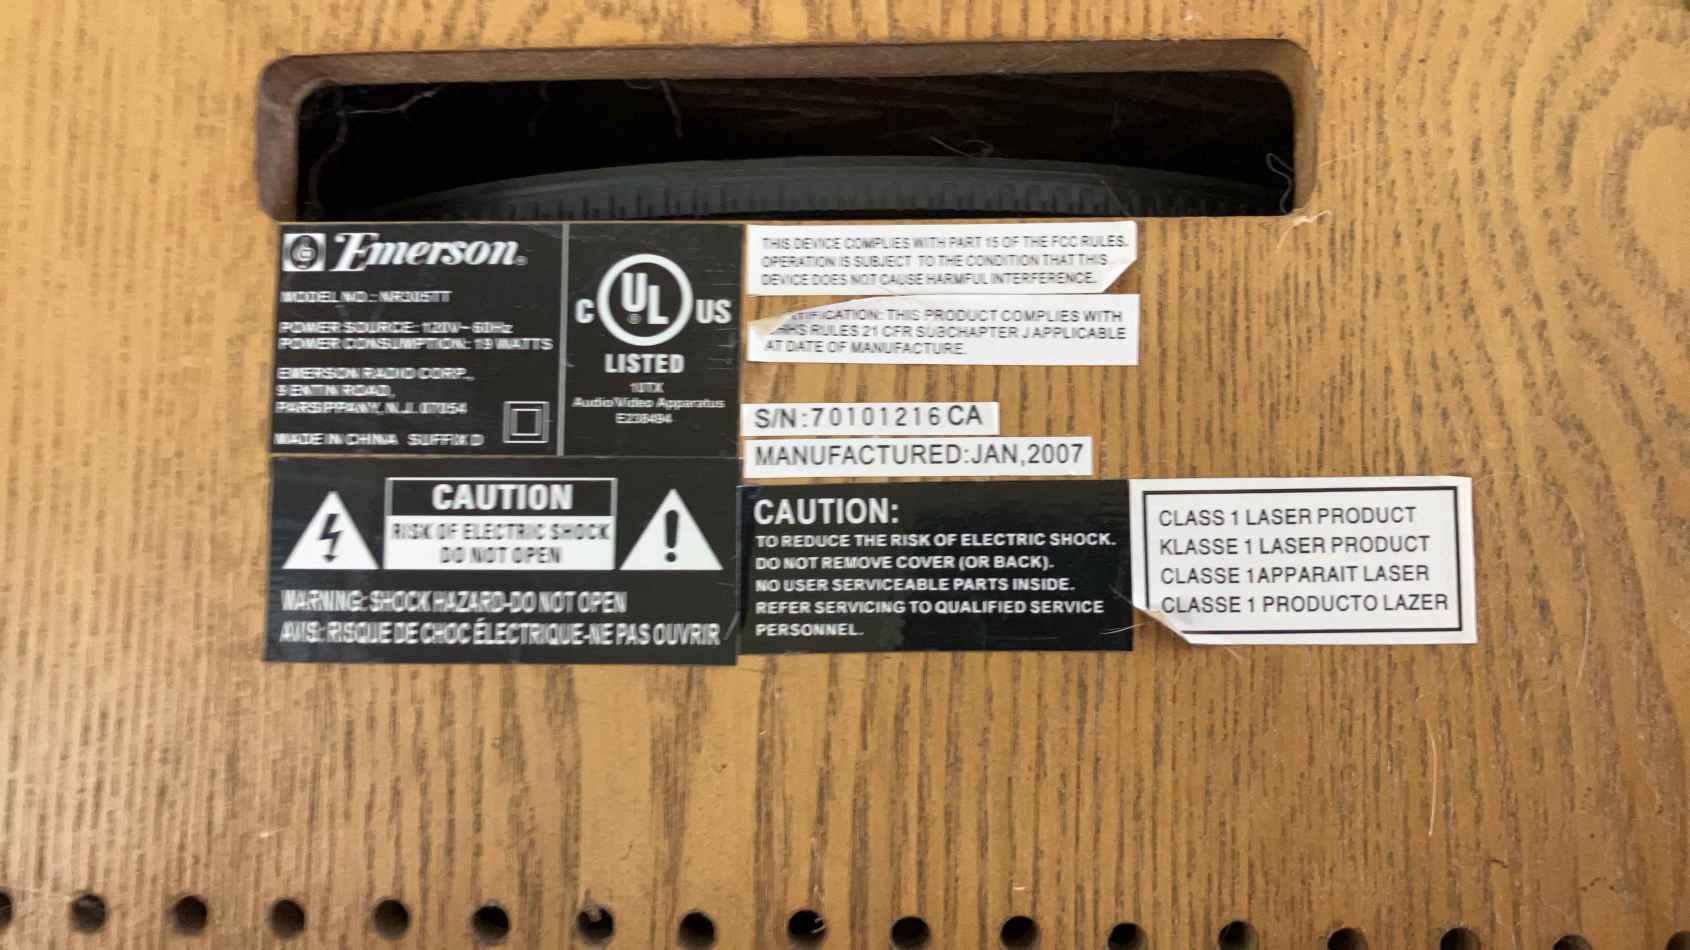 Emerson®
MODEL NO.: NR305TT
POWER SOURCE: 120V~ 60Hz
POWER CONSUMPTION: 19 WATTS
EMERSON RADIO CORP.,
9 ENTIN ROAD,
PARSIPPANY, N.J. 07054
MADE IN CHINA SUFFIX D
C UL US
®
LISTED
10TX
Audio/Video Apparatus
E238494
THIS DEVICE COMPLIES WITH PART 15 OF THE FCC RULES.
OPERATION IS SUBJECT TO THE CONDITION THAT THIS
DEVICE DOES NOT CAUSE HARMFUL INTERFERENCE.
THIS PRODUCT COMPLIES WITH
RULES 21 CFR SUBCHAPTER J APPLICABLE
AT DATE OF MANUFACTURE.
S/N:70101216CA
MANUFACTURED:JAN,2007
CAUTION
RISK OF ELECTRIC SHOCK
DO NOT OPEN
WARNING: SHOCK HAZARD-DO NOT OPEN
AVIS: RISQUE DE CHOC ÉLECTRIQUE-NE PAS OUVRIR
CAUTION:
TO REDUCE THE RISK OF ELECTRIC SHOCK.
DO NOT REMOVE COVER (OR BACK).
NO USER SERVICEABLE PARTS INSIDE.
REFER SERVICING TO QUALIFIED SERVICE
PERSONNEL.
CLASS 1 LASER PRODUCT
KLASSE 1 LASER PRODUCT
CLASSE 1 APPARAIT LASER
CLASSE 1 PRODUCTO LAZER